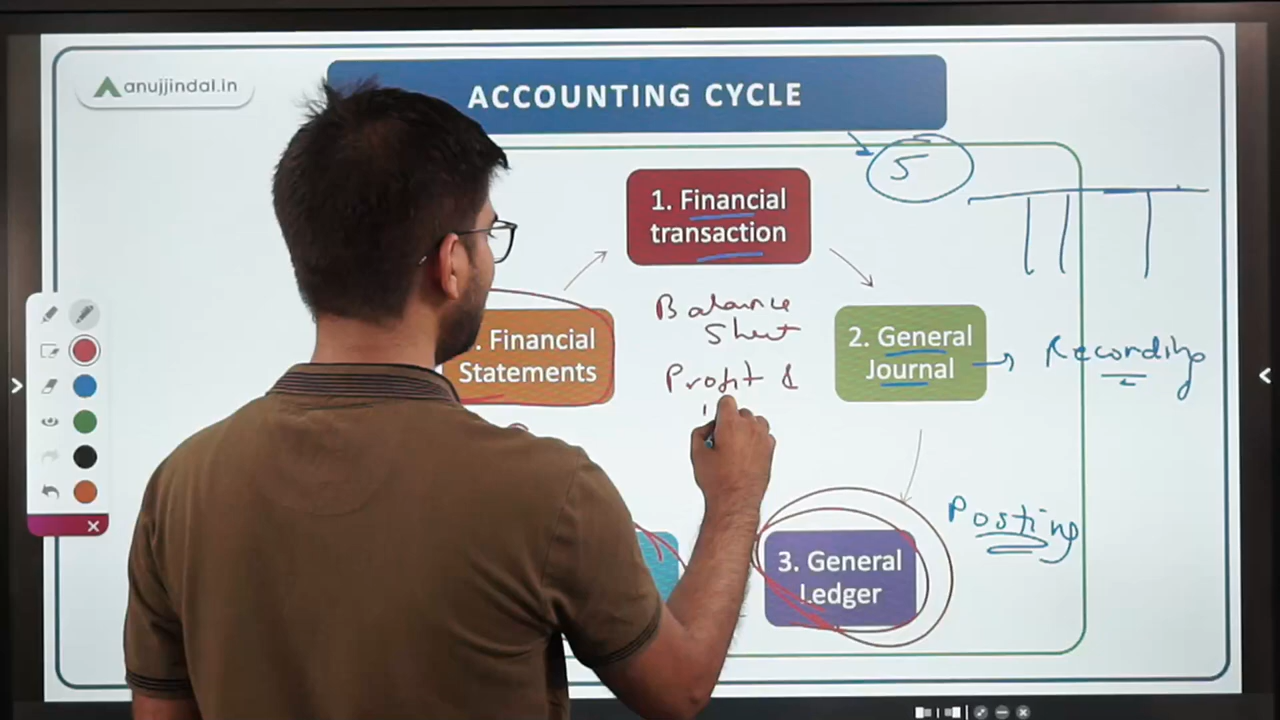 anujjindal.in
ACCOUNTING CYCLE
5
1. Financial
transaction
Balance
Sheet
Profit &
. Financial
Statements
2. General
Journal
Recording
3. General
Ledger
Posting